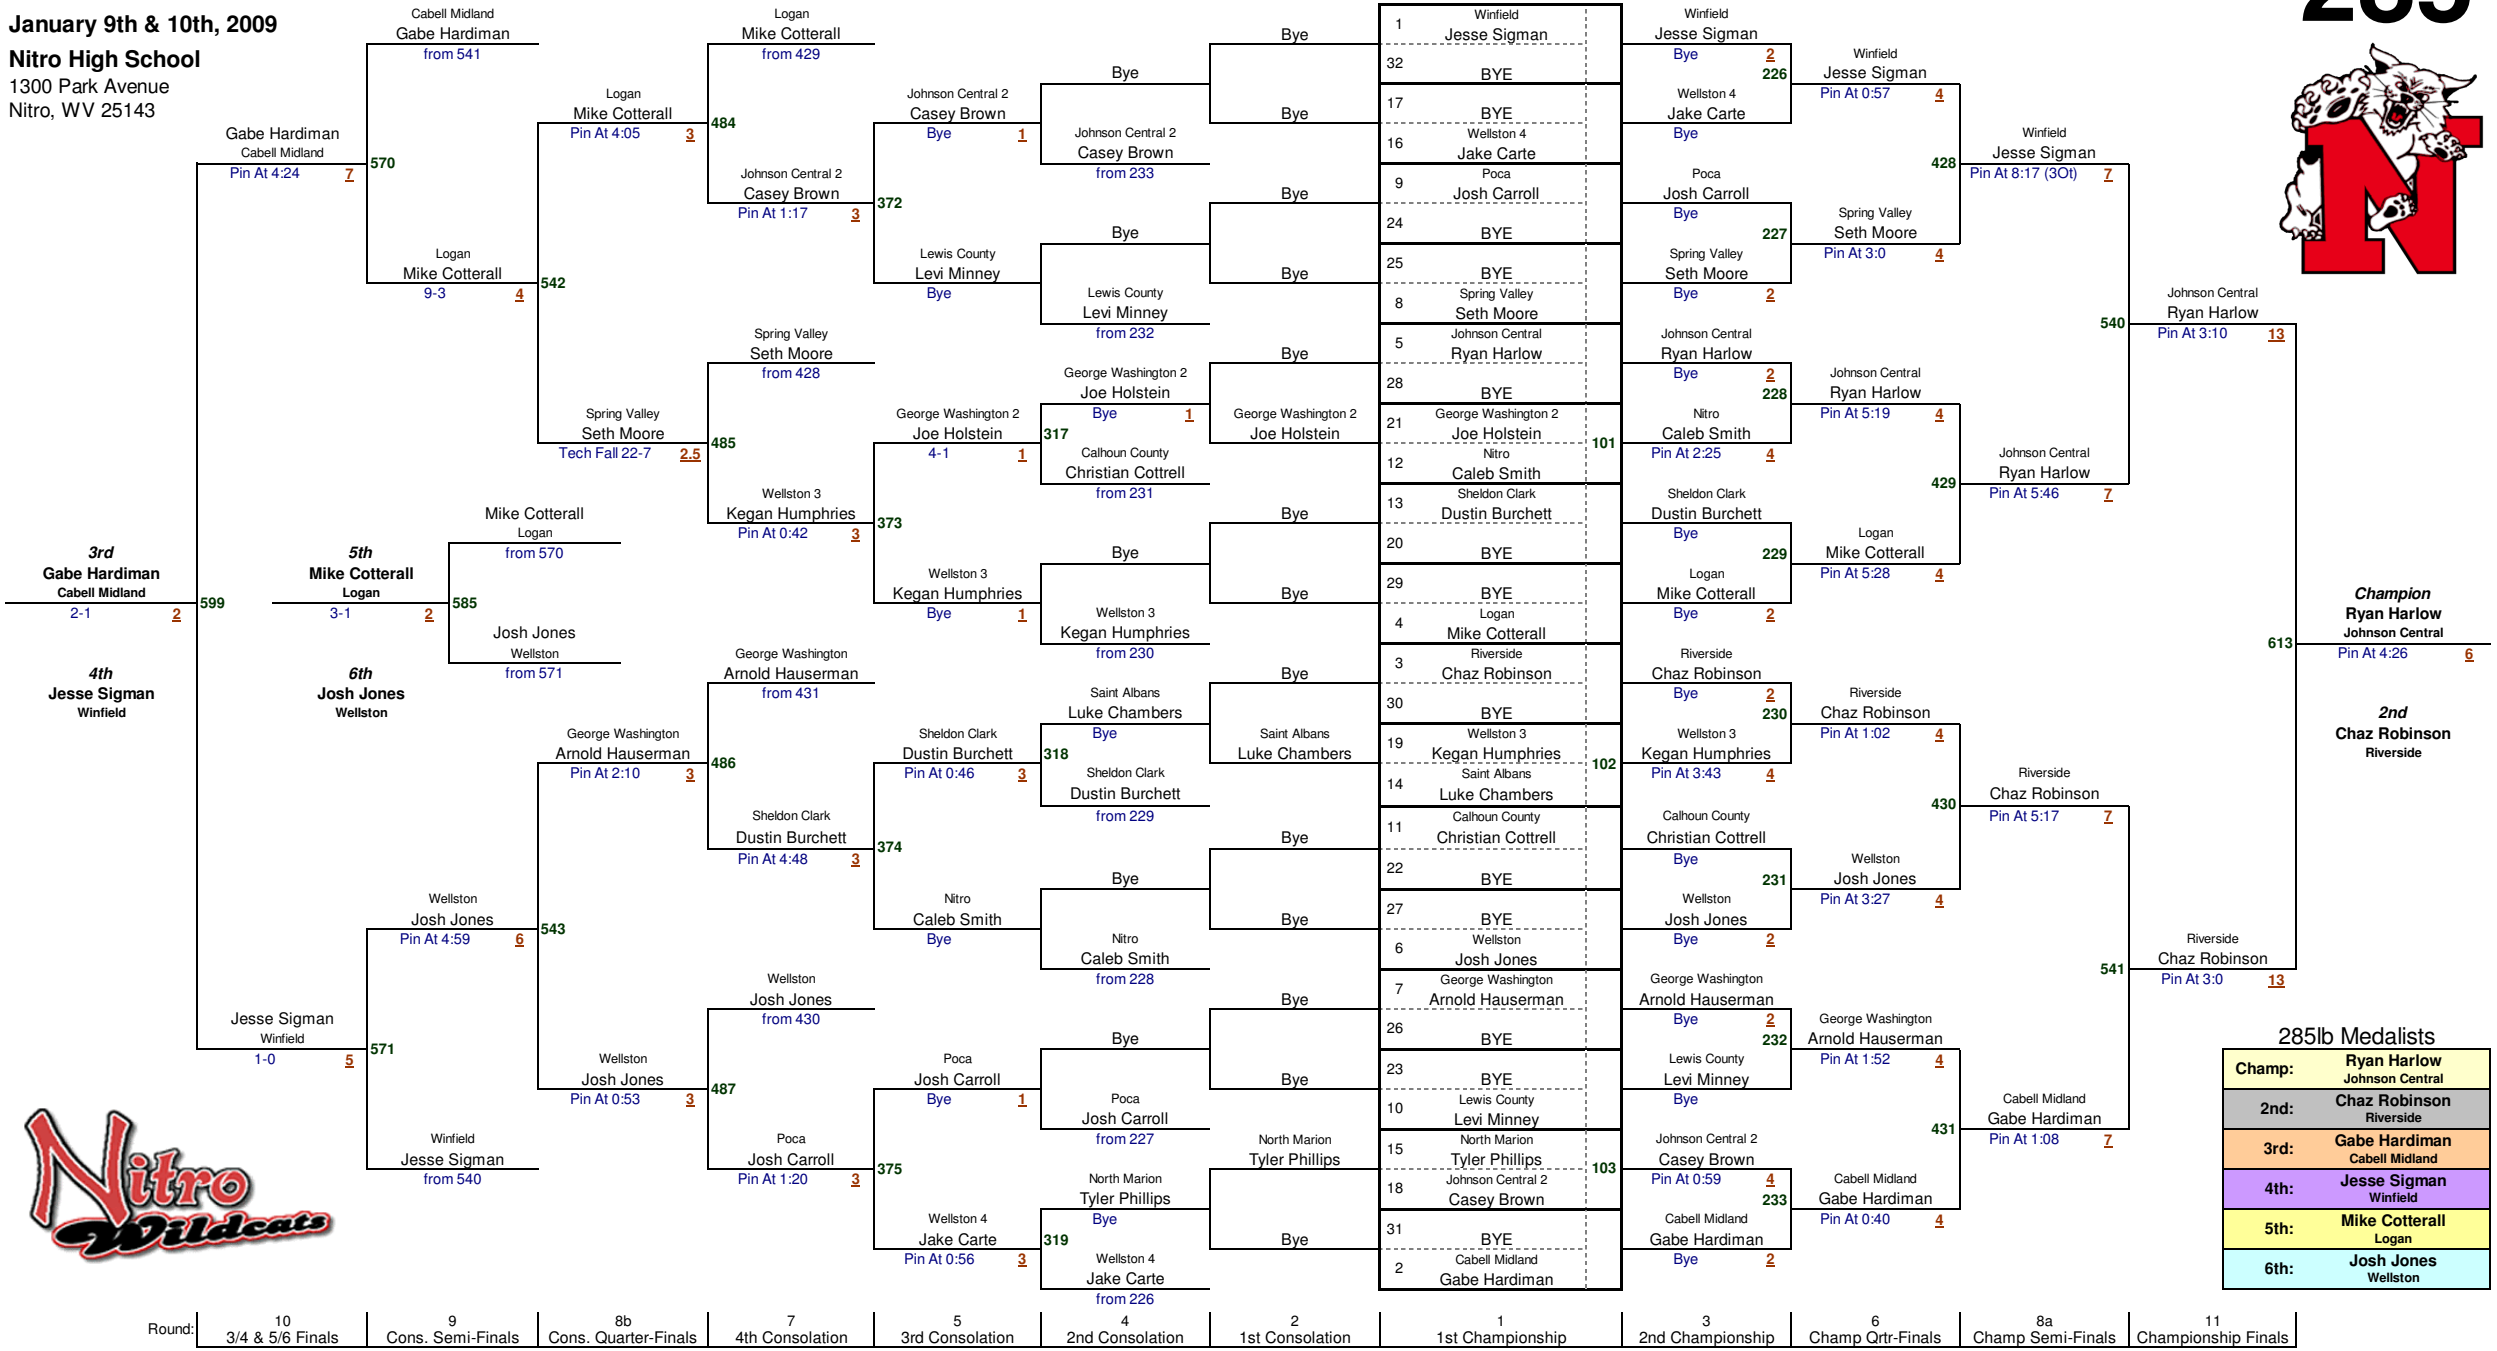 January 9th & 10th, 2009
Nitro High School
1300 Park Avenue
Nitro, WV 25143
285
Gabe Hardiman
Cabell Midland
Pin At 4:24 7
570
3rd
Gabe Hardiman
Cabell Midland
2-1 2
599
4th
Jesse Sigman
Winfield
Jesse Sigman
Winfield
1-0 5
571
5th
Mike Cotterall
Logan
3-1 2
585
6th
Josh Jones
Wellston
Cabell Midland
Gabe Hardiman
from 541
Logan
Mike Cotterall
9-3 4
542
Mike Cotterall
Logan
from 570
Josh Jones
Wellston
from 571
Wellston
Josh Jones
Pin At 4:59 6
543
Winfield
Jesse Sigman
from 540
Logan
Mike Cotterall
Pin At 4:05 3
484
Spring Valley
Seth Moore
Tech Fall 22-7 2.5
485
George Washington
Arnold Hauserman
Pin At 2:10 3
486
Wellston
Josh Jones
Pin At 0:53 3
487
Logan
Mike Cotterall
from 429
Johnson Central 2
Casey Brown
Pin At 1:17 3
372
Spring Valley
Seth Moore
from 428
Wellston 3
Kegan Humphries
Pin At 0:42 3
373
George Washington
Arnold Hauserman
from 431
Sheldon Clark
Dustin Burchett
Pin At 4:48 3
374
Wellston
Josh Jones
from 430
Poca
Josh Carroll
Pin At 1:20 3
375
Johnson Central 2
Casey Brown
Bye 1
Lewis County
Levi Minney
Bye
George Washington 2
Joe Holstein
4-1 1
317
Wellston 3
Kegan Humphries
Bye 1
Sheldon Clark
Dustin Burchett
Pin At 0:46 3
318
Nitro
Caleb Smith
Bye
Poca
Josh Carroll
Bye 1
Wellston 4
Jake Carte
Pin At 0:56 3
319
Bye
Johnson Central 2
Casey Brown
from 233
Bye
Lewis County
Levi Minney
from 232
George Washington 2
Joe Holstein
Bye 1
Calhoun County
Christian Cottrell
from 231
Bye
Wellston 3
Kegan Humphries
from 230
Saint Albans
Luke Chambers
Bye
Sheldon Clark
Dustin Burchett
from 229
Bye
Nitro
Caleb Smith
from 228
Bye
Poca
Josh Carroll
from 227
North Marion
Tyler Phillips
Bye
Wellston 4
Jake Carte
from 226
Bye
Bye
Bye
Bye
Bye
George Washington 2
Joe Holstein
Bye
Bye
Bye
Saint Albans
Luke Chambers
Bye
Bye
Bye
Bye
North Marion
Tyler Phillips
Bye
1 Winfield
Jesse Sigman
32 BYE
17 BYE
16 Wellston 4
Jake Carte
9 Poca
Josh Carroll
24 BYE
25 BYE
8 Spring Valley
Seth Moore
5 Johnson Central
Ryan Harlow
28 BYE
21 George Washington 2
Joe Holstein
101
12 Nitro
Caleb Smith
13 Sheldon Clark
Dustin Burchett
20 BYE
29 BYE
4 Logan
Mike Cotterall
3 Riverside
Chaz Robinson
30 BYE
19 Wellston 3
Kegan Humphries
102
14 Saint Albans
Luke Chambers
11 Calhoun County
Christian Cottrell
22 BYE
27 BYE
6 Wellston
Josh Jones
7 George Washington
Arnold Hauserman
26 BYE
23 BYE
10 Lewis County
Levi Minney
15 North Marion
Tyler Phillips
103
18 Johnson Central 2
Casey Brown
31 BYE
2 Cabell Midland
Gabe Hardiman
Winfield
Jesse Sigman
Bye 2
226
Wellston 4
Jake Carte
Bye
Poca
Josh Carroll
Bye
227
Spring Valley
Seth Moore
Bye 2
Johnson Central
Ryan Harlow
Bye 2
228
Nitro
Caleb Smith
Pin At 2:25 4
Sheldon Clark
Dustin Burchett
Bye
229
Logan
Mike Cotterall
Bye 2
Riverside
Chaz Robinson
Bye 2
230
Wellston 3
Kegan Humphries
Pin At 3:43 4
Calhoun County
Christian Cottrell
Bye
231
Wellston
Josh Jones
Bye 2
George Washington
Arnold Hauserman
Bye 2
232
Lewis County
Levi Minney
Bye
Johnson Central 2
Casey Brown
Pin At 0:59 4
233
Cabell Midland
Gabe Hardiman
Bye 2
Winfield
Jesse Sigman
Pin At 0:57 4
428
Spring Valley
Seth Moore
Pin At 3:0 4
Johnson Central
Ryan Harlow
Pin At 5:19 4
429
Logan
Mike Cotterall
Pin At 5:28 4
Riverside
Chaz Robinson
Pin At 1:02 4
430
Wellston
Josh Jones
Pin At 3:27 4
George Washington
Arnold Hauserman
Pin At 1:52 4
431
Cabell Midland
Gabe Hardiman
Pin At 0:40 4
Winfield
Jesse Sigman
Pin At 8:17 (3Ot) 7
540
Johnson Central
Ryan Harlow
Pin At 5:46 7
Riverside
Chaz Robinson
Pin At 5:17 7
541
Cabell Midland
Gabe Hardiman
Pin At 1:08 7
Johnson Central
Ryan Harlow
Pin At 3:10 13
613
Riverside
Chaz Robinson
Pin At 3:0 13
Champion
Ryan Harlow
Johnson Central
Pin At 4:26 6
2nd
Chaz Robinson
Riverside
285lb Medalists
Champ: Ryan Harlow
Johnson Central
2nd: Chaz Robinson
Riverside
3rd: Gabe Hardiman
Cabell Midland
4th: Jesse Sigman
Winfield
5th: Mike Cotterall
Logan
6th: Josh Jones
Wellston
N
Nitro
Wildcats
Round: 10 9 8b 7 5 4 2 1 3 6 8a 11
3/4 & 5/6 Finals Cons. Semi-Finals Cons. Quarter-Finals 4th Consolation 3rd Consolation 2nd Consolation 1st Consolation 1st Championship 2nd Championship Champ Qrtr-Finals Champ Semi-Finals Championship Finals